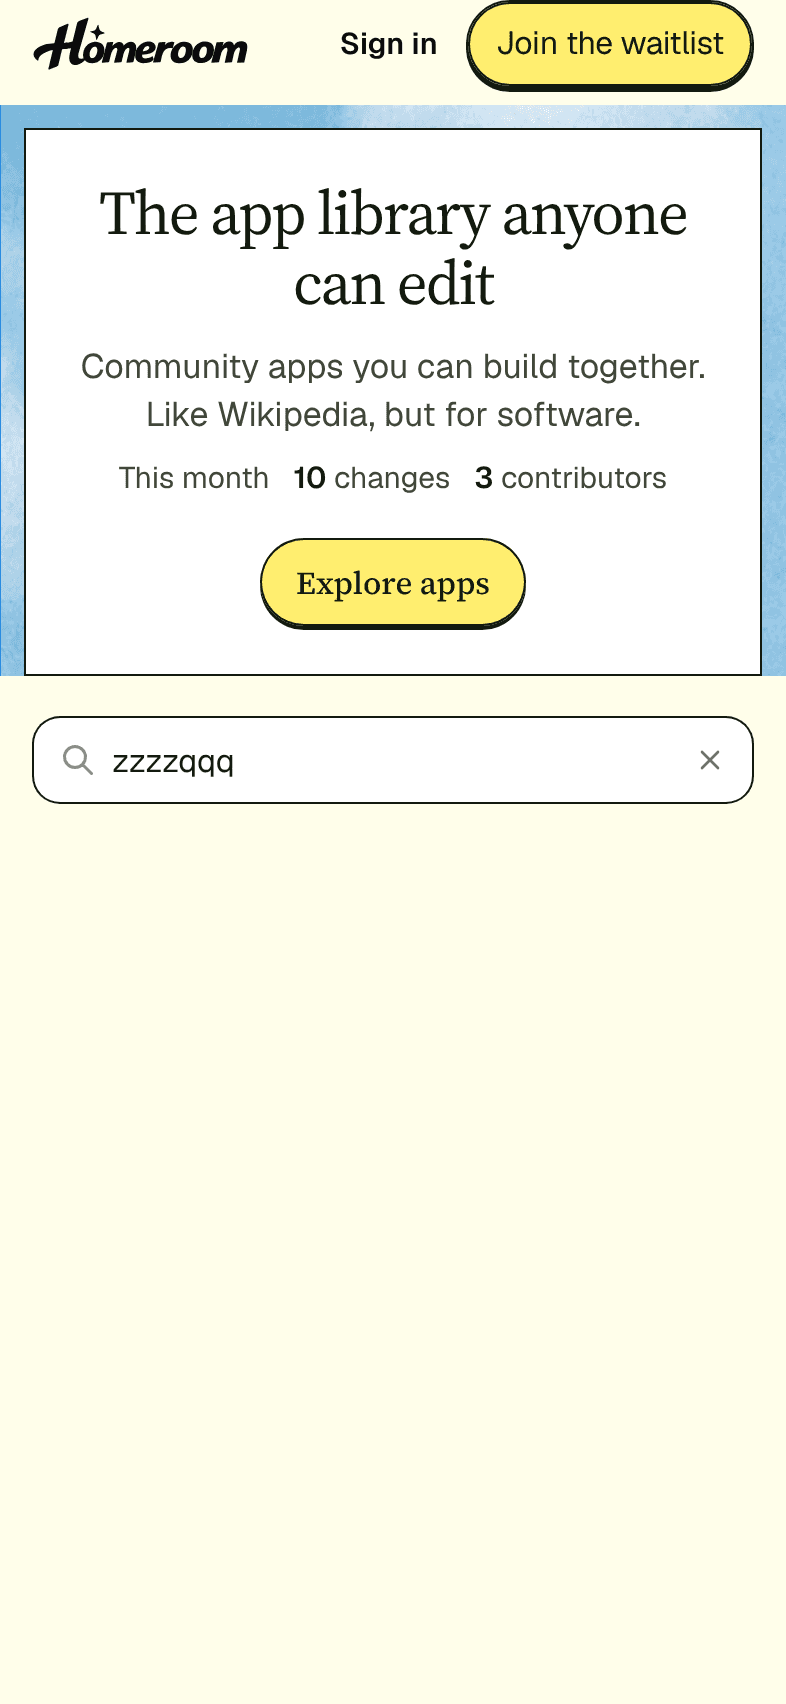 Homeroom
Sign in
Join the waitlist
The app library anyone
can edit
Community apps you can build together.
Like Wikipedia, but for software.
This month 10 changes 3 contributors
Explore apps
zzzzqqq